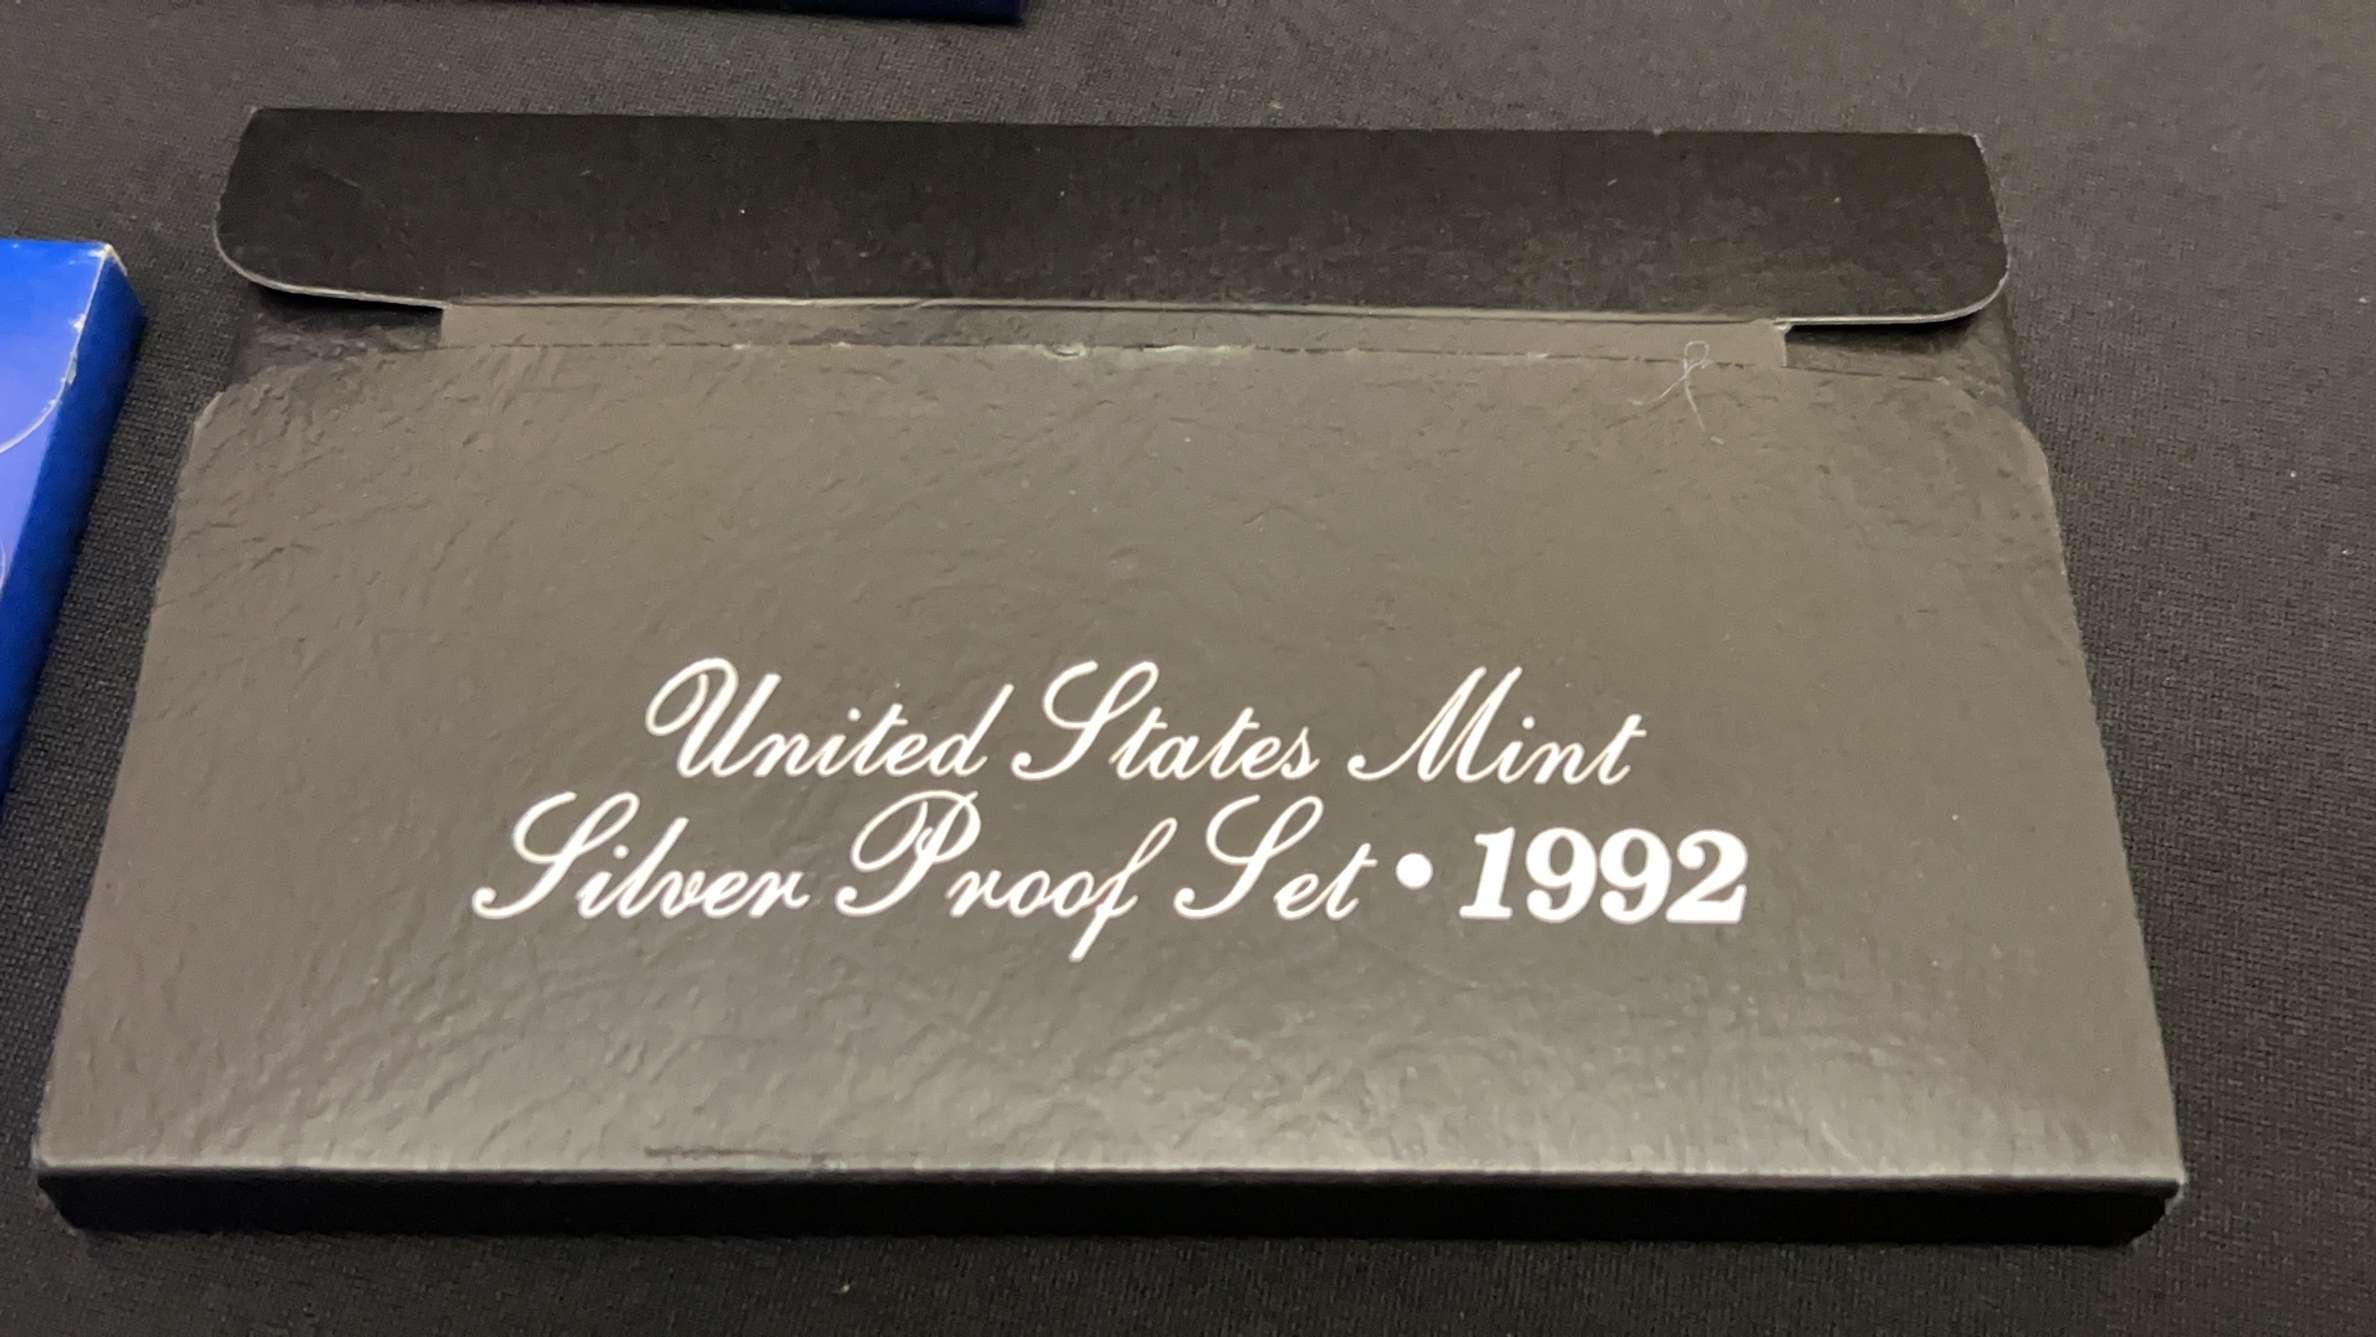 United States Mint
Silver Proof Set • 1992